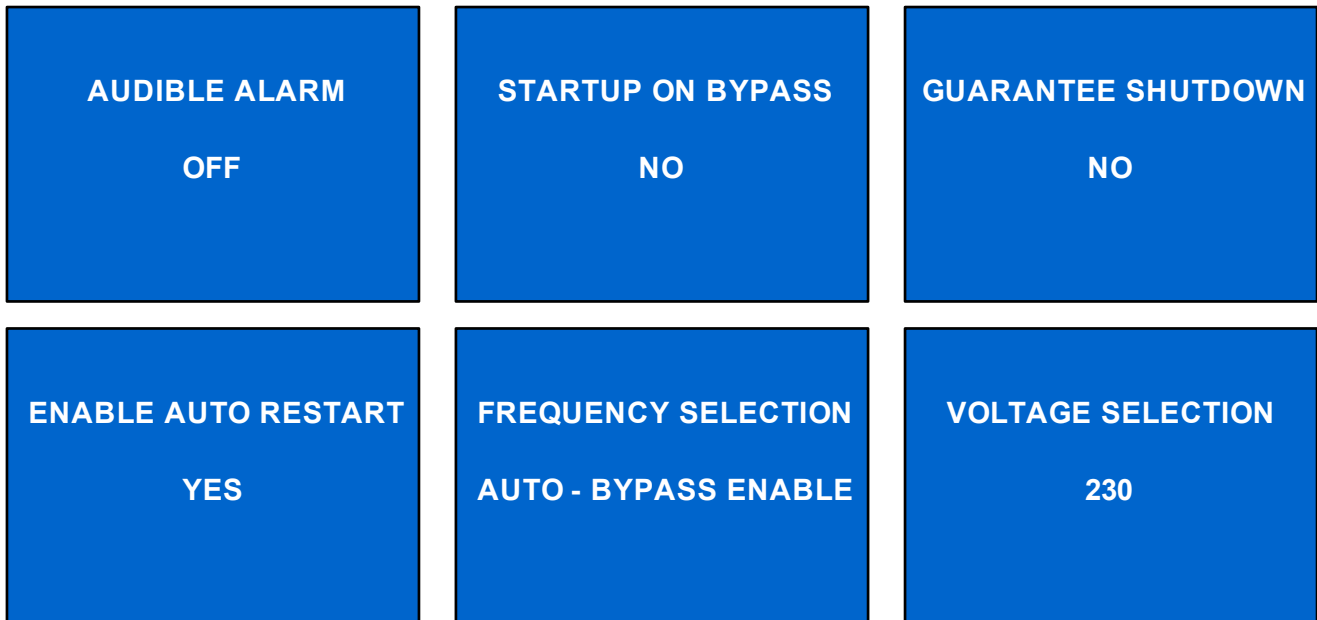 AUDIBLE ALARM
OFF
STARTUP ON BYPASS
NO
GUARANTEE SHUTDOWN
NO
ENABLE AUTO RESTART
YES
FREQUENCY SELECTION
AUTO - BYPASS ENABLE
VOLTAGE SELECTION
230